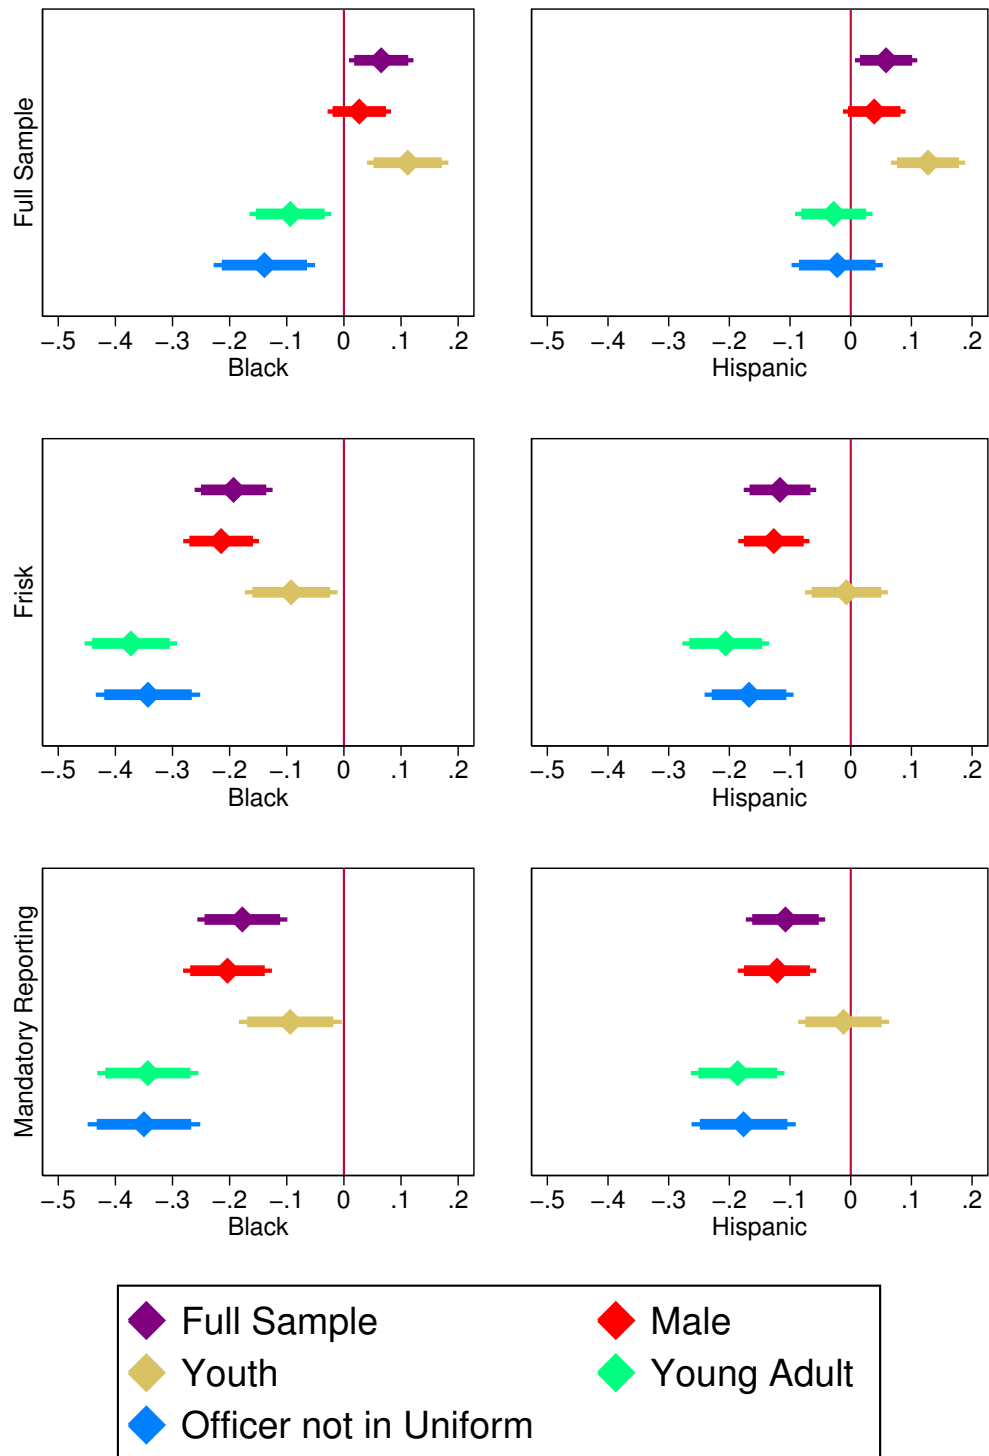 Full Sample
−.5 −.4 −.3 −.2 −.1 0 .1 .2
Black
−.5 −.4 −.3 −.2 −.1 0 .1 .2
Hispanic
Frisk
−.5 −.4 −.3 −.2 −.1 0 .1 .2
Black
−.5 −.4 −.3 −.2 −.1 0 .1 .2
Hispanic
Mandatory Reporting
−.5 −.4 −.3 −.2 −.1 0 .1 .2
Black
−.5 −.4 −.3 −.2 −.1 0 .1 .2
Hispanic
Full Sample
Male
Youth
Young Adult
Officer not in Uniform